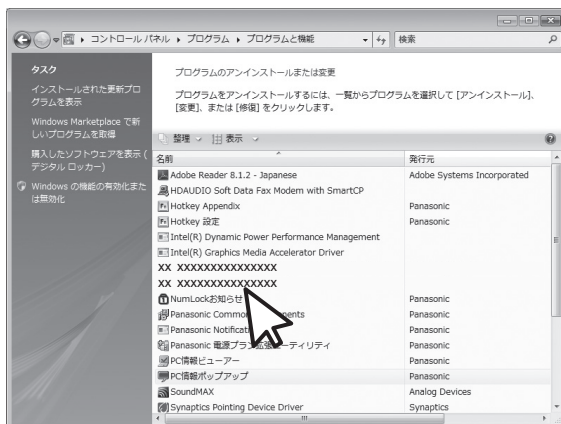 コントロール パネル ▸ プログラム ▸ プログラムと機能
検索
タスク
インストールされた更新プログラムを表示
Windows Marketplace で新しいプログラムを取得
購入したソフトウェアを表示 (デジタル ロッカー)
Windows の機能の有効化または無効化
プログラムのアンインストールまたは変更
プログラムをアンインストールするには、一覧からプログラムを選択して [アンインストール]、
[変更]、または [修復] をクリックします。
整理 表示
名前 発行元
Adobe Reader 8.1.2 - Japanese Adobe Systems Incorporated
HDAUDIO Soft Data Fax Modem with SmartCP
Hotkey Appendix Panasonic
Hotkey 設定 Panasonic
Intel(R) Dynamic Power Performance Management
Intel(R) Graphics Media Accelerator Driver
XX XXXXXXXXXXXXXXX
XX XXXXXXXXXXXXXXX
NumLockお知らせ Panasonic
Panasonic Panasonic
Panasonic Panasonic
Panasonic 電源プラン拡張ユーティリティ Panasonic
PC情報ビューアー Panasonic
PC情報ポップアップ Panasonic
SoundMAX Analog Devices
Synaptics Pointing Device Driver Synaptics